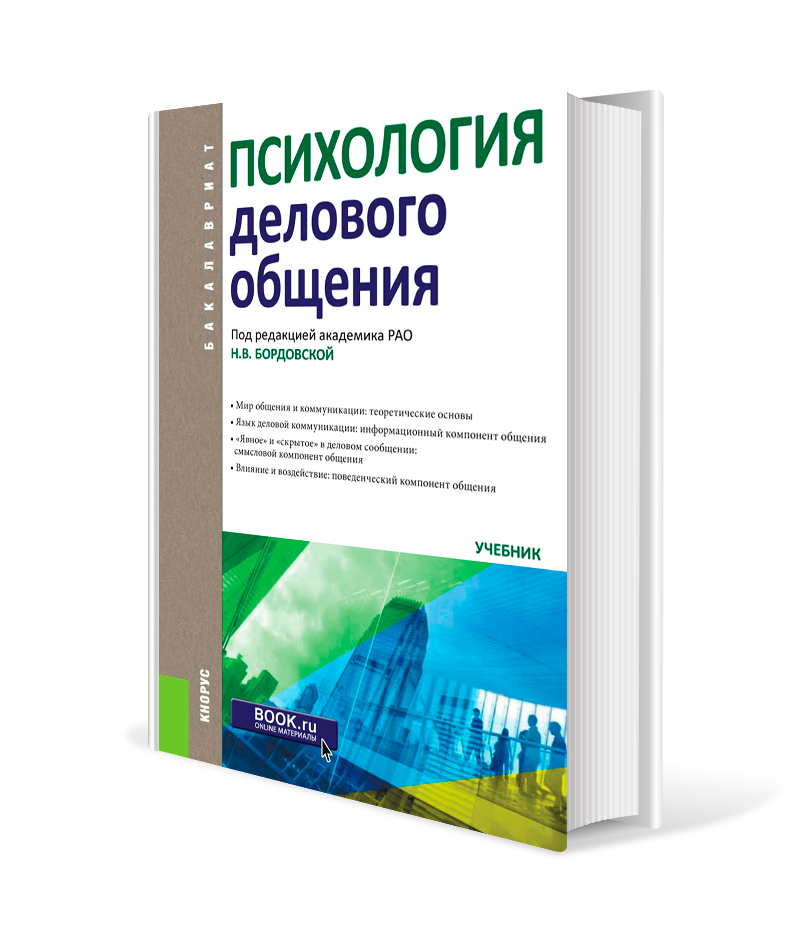 БАКАЛАВРИАТ
ПСИХОЛОГИЯ
делового
общения
Под редакцией академика РАО
Н.В. БОРДОВСКОЙ
• Мир общения и коммуникации: теоретические основы
• Язык деловой коммуникации: информационный компонент общения
• «Явное» и «скрытое» в деловом сообщении:
смысловой компонент общения
• Влияние и воздействие: поведенческий компонент общения
УЧЕБНИК
КНОРУС
BOOK.ru
ONLINE МАТЕРИАЛЫ